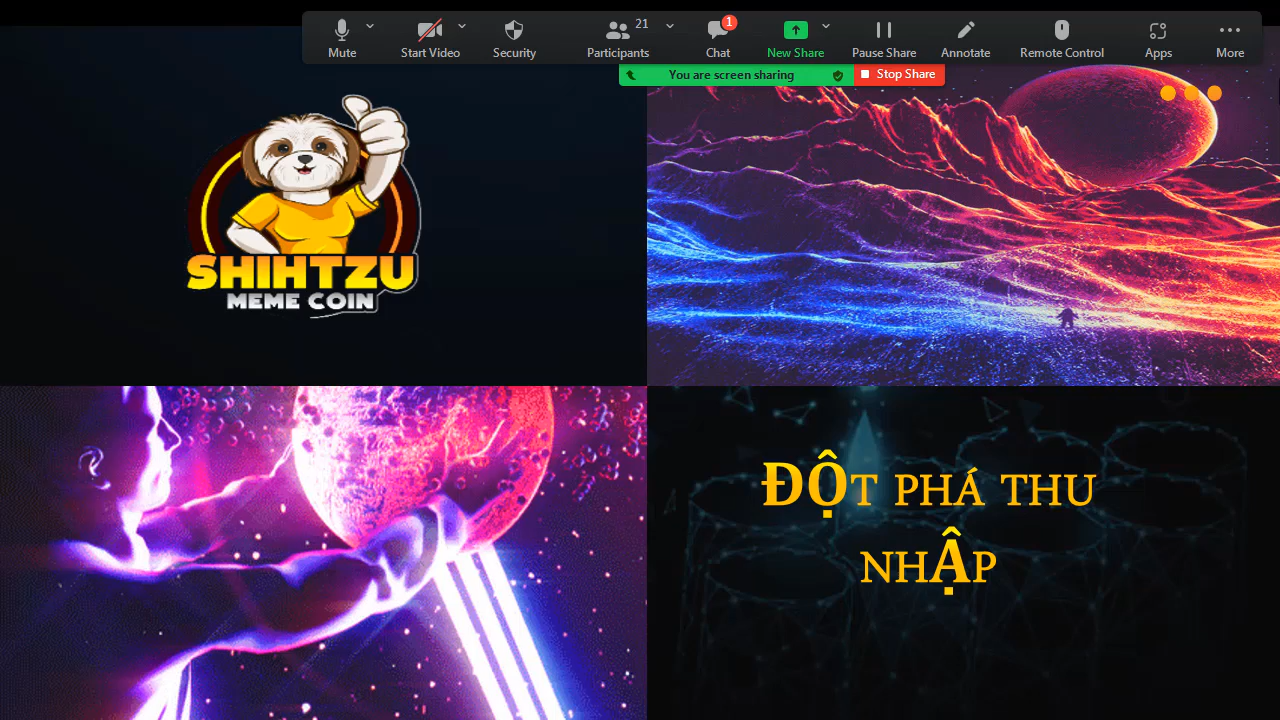 21
1
Mute
Start Video
Security
Participants
Chat
New Share
Pause Share
Annotate
Remote Control
Apps
More
You are screen sharing
Stop Share
SHIHTZU
MEME COIN
ĐỘT PHÁ THU
NHẬP